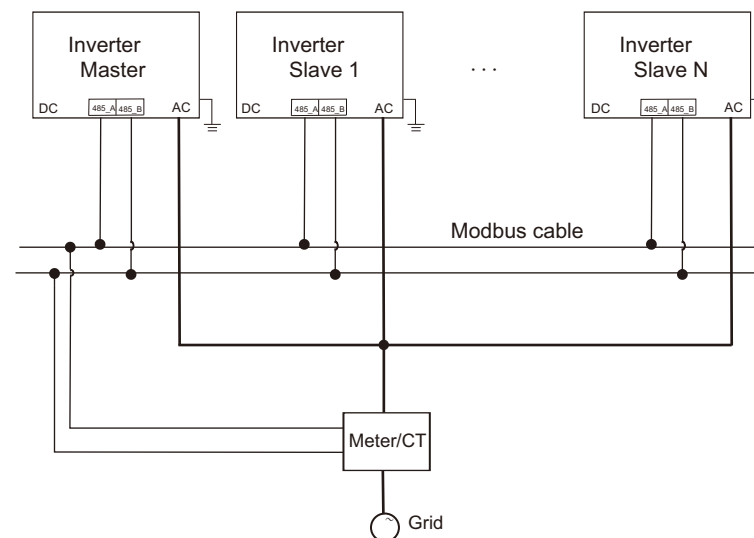 Inverter
Master
DC 485_A 485_B AC
Inverter
Slave 1
DC 485_A 485_B AC
. . .
Inverter
Slave N
DC 485_A 485_B AC
Modbus cable
Meter/CT
~
Grid